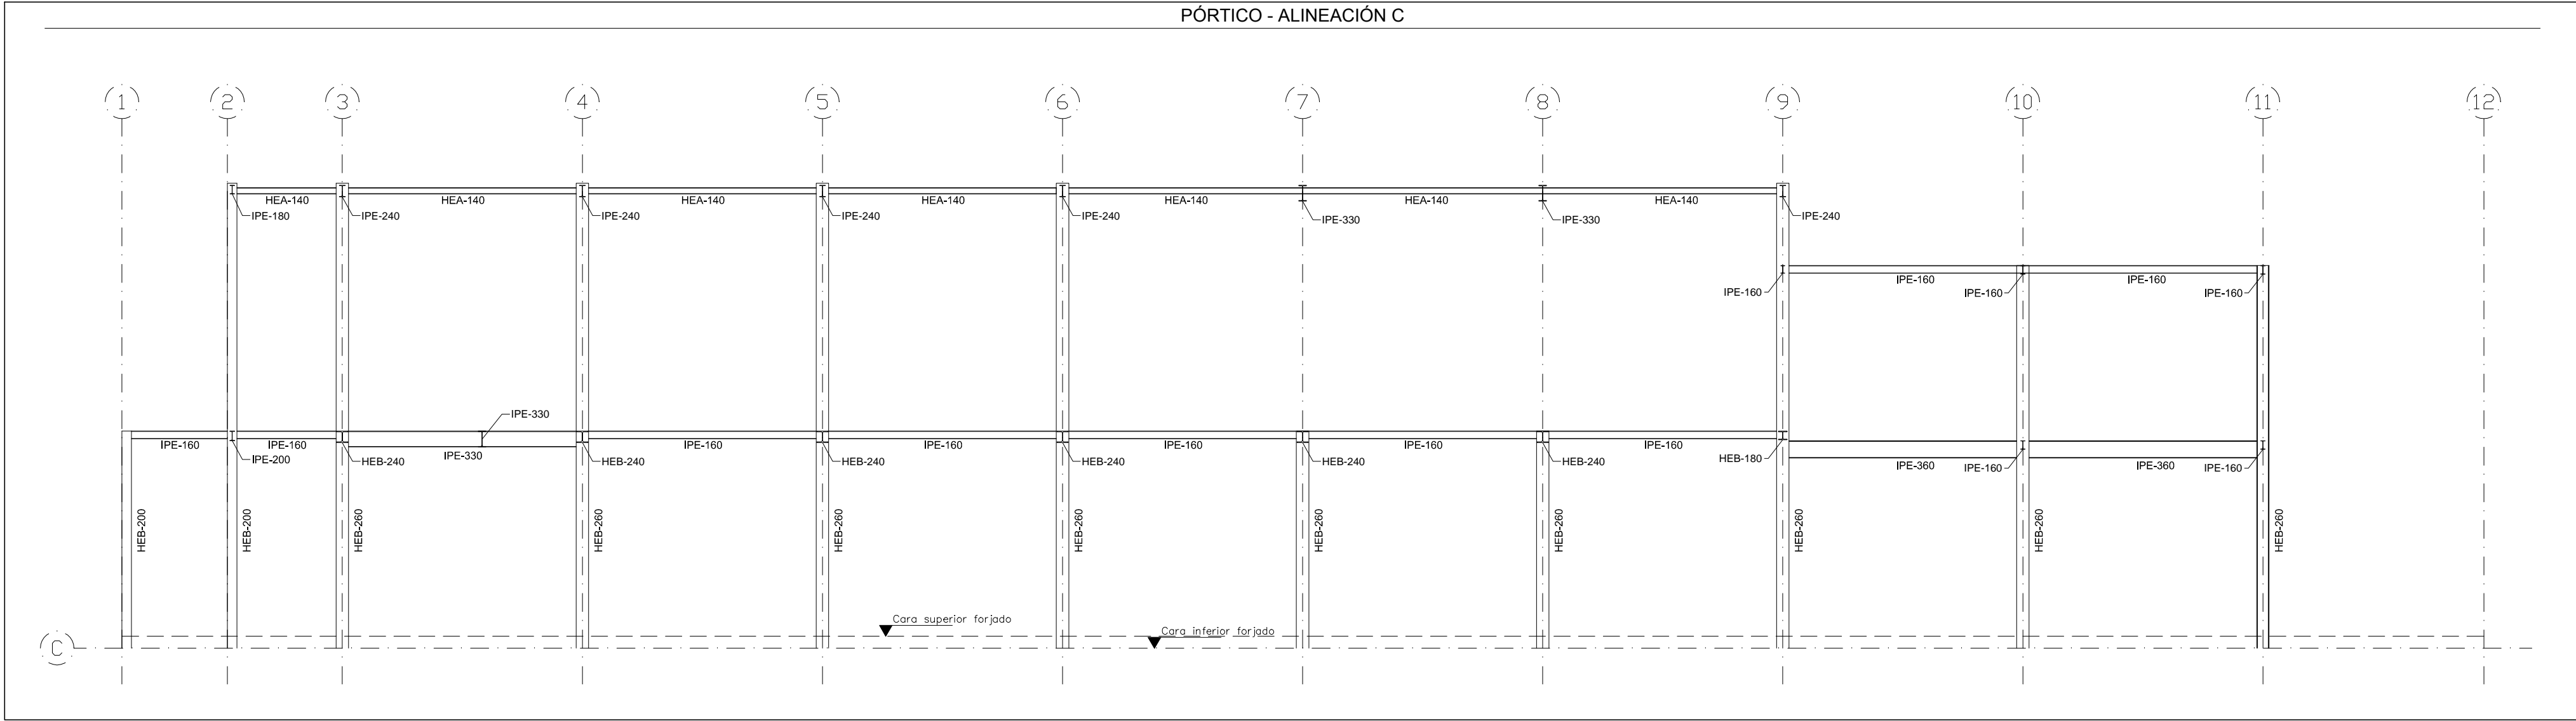 PÓRTICO - ALINEACIÓN C
1 2 3 4 5 6 7 8 9 10 11 12
HEA-140 HEA-140 HEA-140 HEA-140 HEA-140 HEA-140 HEA-140
IPE-180 IPE-240 IPE-240 IPE-240 IPE-240 IPE-330 IPE-330 IPE-240
IPE-160 IPE-160
IPE-160 IPE-160 IPE-160
IPE-330
IPE-160 IPE-160 IPE-160 IPE-160 IPE-160 IPE-160 IPE-160
IPE-330
IPE-200 HEB-240 HEB-240 HEB-240 HEB-240 HEB-240 HEB-240 HEB-180
IPE-360 IPE-160 IPE-360 IPE-160
HEB-200 HEB-200 HEB-260 HEB-260 HEB-260 HEB-260 HEB-260 HEB-260 HEB-260 HEB-260 HEB-260
Cara superior forjado
Cara inferior forjado
C